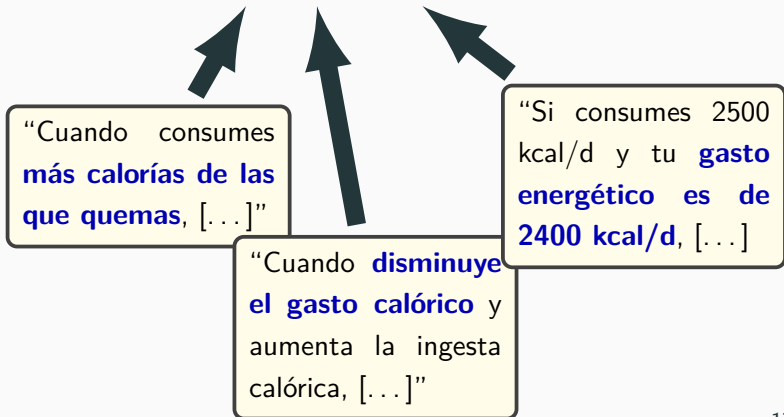 “Cuando consumes
más calorías de las
que quemas, [...]”
“Si consumes 2500
kcal/d y tu gasto
energético es de
2400 kcal/d, [...]
“Cuando disminuye
el gasto calórico y
aumenta la ingesta
calórica, [...]”